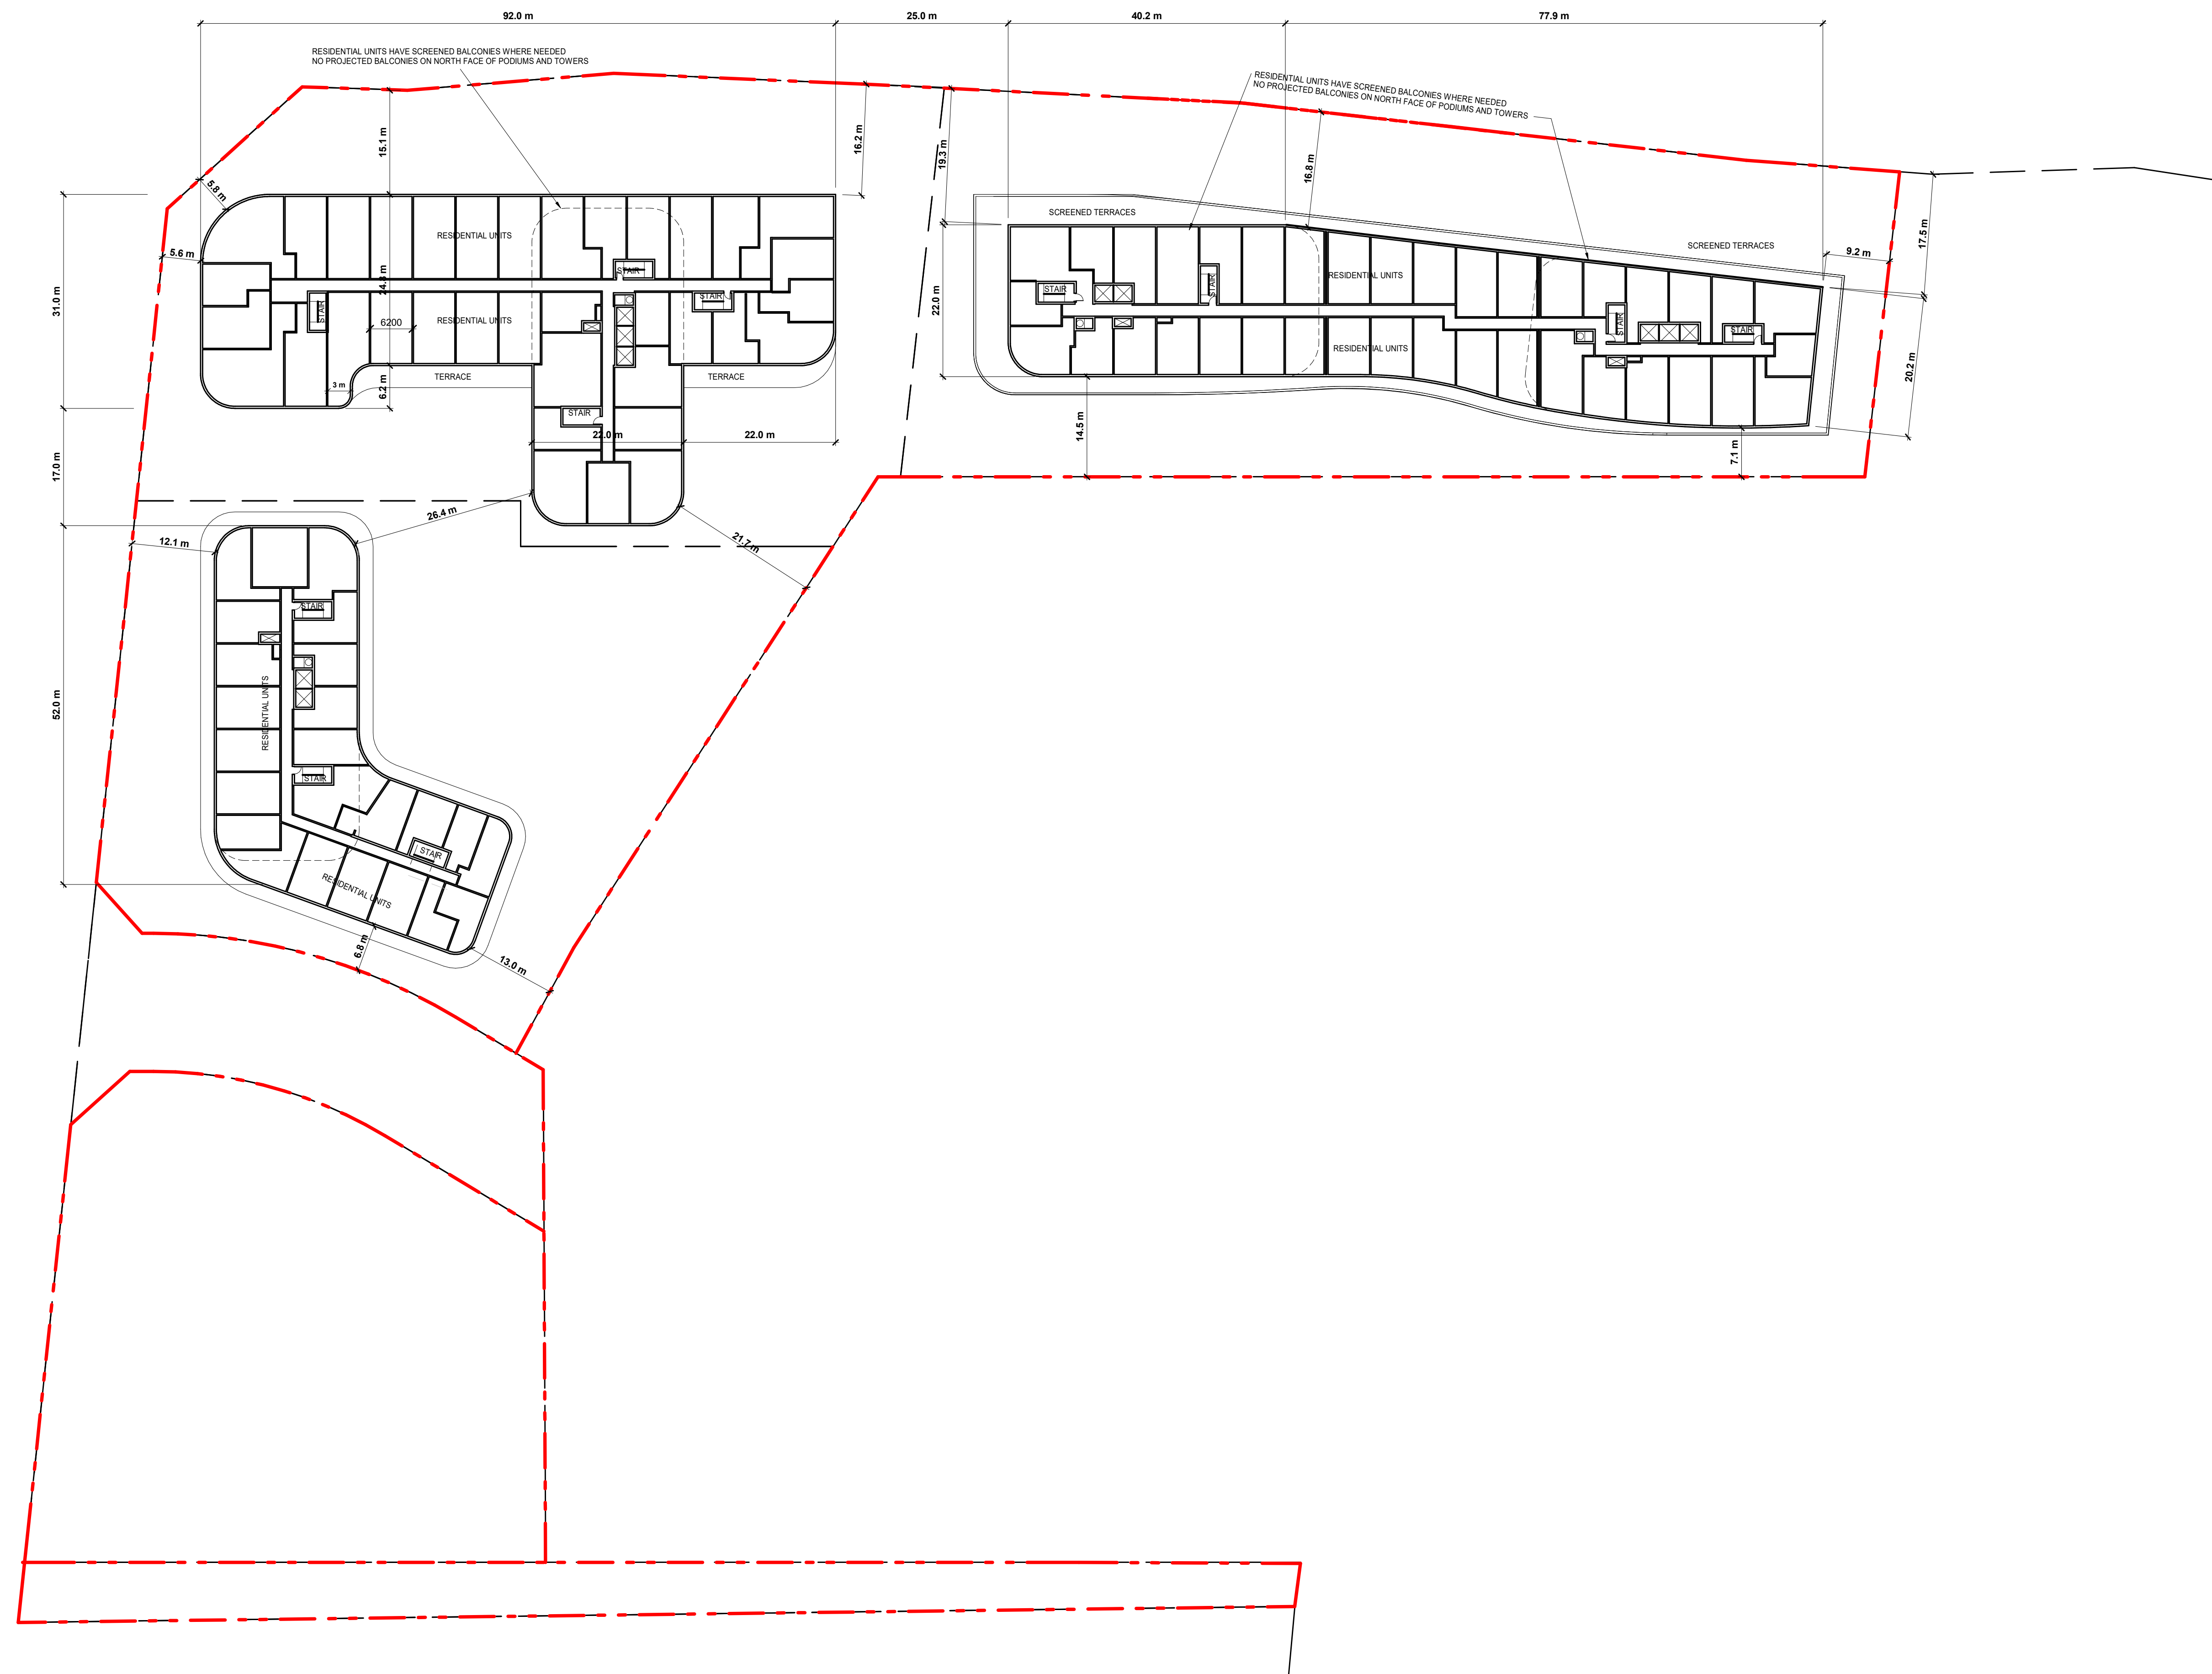 92.0 m
25.0 m
40.2 m
77.9 m
RESIDENTIAL UNITS HAVE SCREENED BALCONIES WHERE NEEDED
NO PROJECTED BALCONIES ON NORTH FACE OF PODIUMS AND TOWERS
RESIDENTIAL UNITS HAVE SCREENED BALCONIES WHERE NEEDED
NO PROJECTED BALCONIES ON NORTH FACE OF PODIUMS AND TOWERS
15.1 m
16.2 m
19.3 m
16.8 m
5.8 m
5.6 m
17.5 m
9.2 m
SCREENED TERRACES
SCREENED TERRACES
RESIDENTIAL UNITS
STAIR
STAIR
STAIR
24.8 m
31.0 m
6200
RESIDENTIAL UNITS
22.0 m
STAIR
STAIR
RESIDENTIAL UNITS
STAIR
STAIR
RESIDENTIAL UNITS
20.2 m
TERRACE
TERRACE
3 m
6.2 m
STAIR
22.0 m
22.0 m
14.5 m
7.1 m
17.0 m
26.4 m
21.7 m
12.1 m
STAIR
52.0 m
RESIDENTIAL UNITS
STAIR
STAIR
RESIDENTIAL UNITS
6.8 m
13.0 m